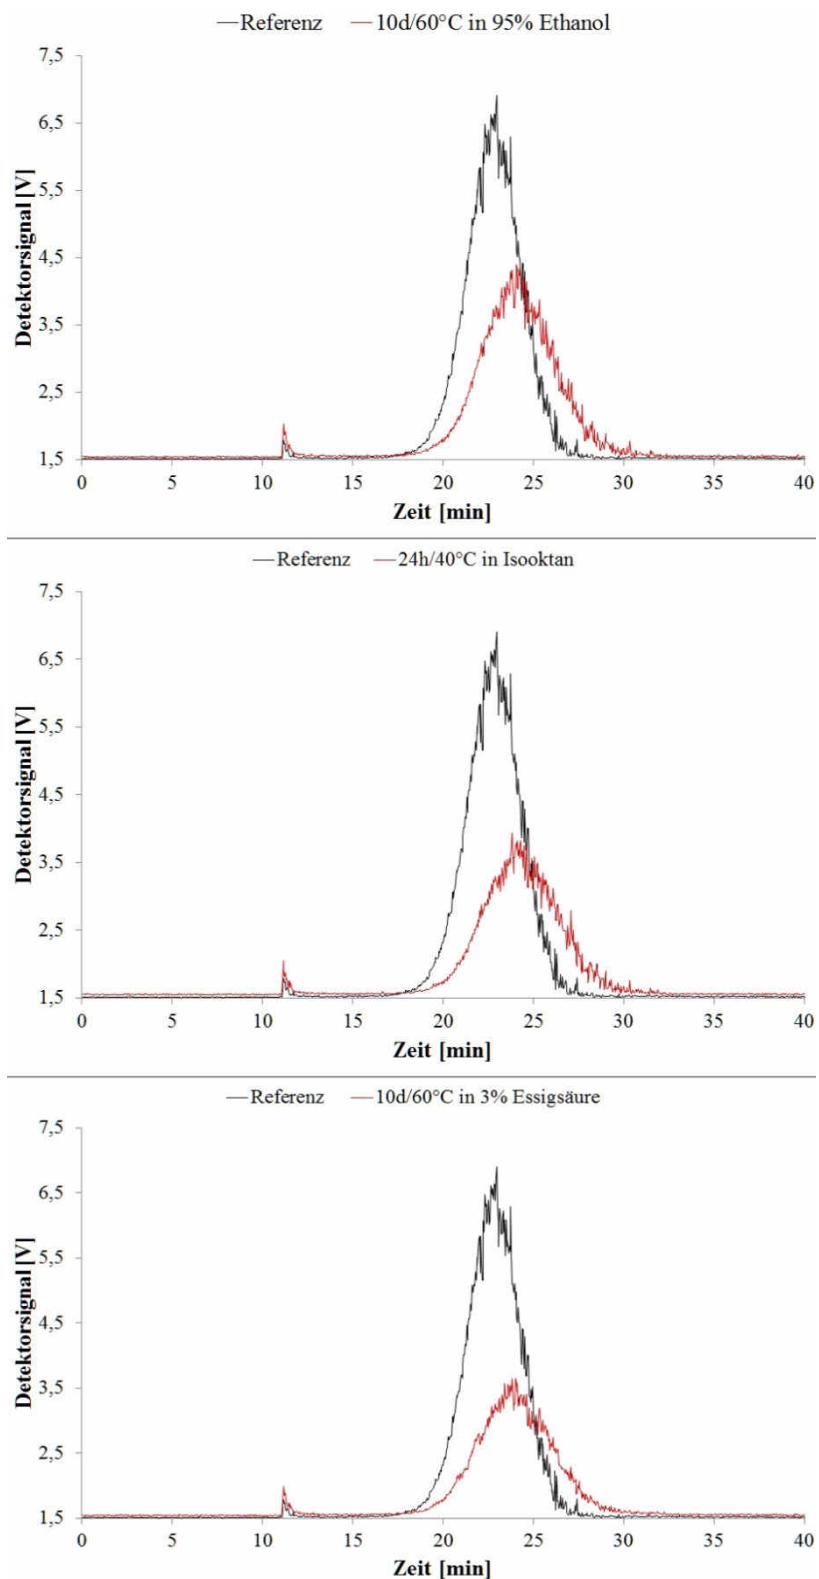 Referenz 10d/60°C in 95% Ethanol
7,5
6,5
5,5
4,5
3,5
2,5
1,5
Detektorsignal [V]
0 5 10 15 20 25 30 35 40
Zeit [min]
Referenz 24h/40°C in Isooktan
7,5
6,5
5,5
4,5
3,5
2,5
1,5
Detektorsignal [V]
0 5 10 15 20 25 30 35 40
Zeit [min]
Referenz 10d/60°C in 3% Essigsäure
7,5
6,5
5,5
4,5
3,5
2,5
1,5
Detektorsignal [V]
0 5 10 15 20 25 30 35 40
Zeit [min]